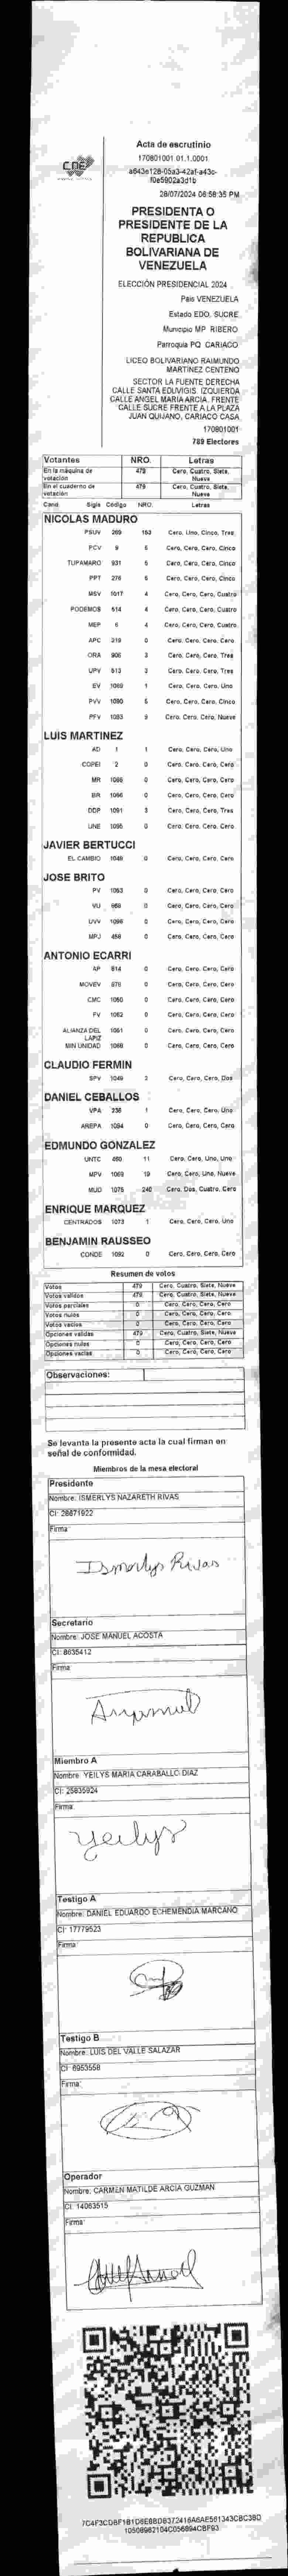 CNE
Acta de escrutinio
170801001.01.1.0001
28/07/2024 08:58:35 PM
PRESIDENTA O
PRESIDENTE DE LA
REPUBLICA
BOLIVARIANA DE
VENEZUELA
ELECCIÓN PRESIDENCIAL 2024
País VENEZUELA
Estado EDO. SUCRE
Municipio MP. RIBERO
Parroquia PQ. CARIACO
LICEO BOLIVARIANO RAIMUNDO
MARTINEZ CENTENO
SECTOR LA FUENTE DERECHA
CALLE SANTA EDUVIGIS. IZQUIERDA
CALLE ANGEL MARIA ARCIA. FRENTE
CALLE SUCRE FRENTE A LA PLAZA
JUAN QUIJANO, CARIACO CASA
170801001
789 Electores
Votantes NRO. Letras
En la máquina de votación 479 Cero, Cuatro, Siete, Nueve
En el cuaderno de votación 479 Cero, Cuatro, Siete, Nueve
Cand. Sigla Código NRO. Letras
NICOLAS MADURO
PSUV 269 153 Cero, Uno, Cinco, Tres
PCV 9 5 Cero, Cero, Cero, Cinco
TUPAMARO 931 5 Cero, Cero, Cero, Cinco
PPT 276 5 Cero, Cero, Cero, Cinco
MSV 1017 4 Cero, Cero, Cero, Cuatro
PODEMOS 514 4 Cero, Cero, Cero, Cuatro
MEP 6 4 Cero, Cero, Cero, Cuatro
APC 319 0 Cero, Cero, Cero, Cero
ORA 906 3 Cero, Cero, Cero, Tres
UPV 513 3 Cero, Cero, Cero, Tres
EV 1 Cero, Cero, Cero, Uno
PVV 1090 5 Cero, Cero, Cero, Cinco
PFV 1083 9 Cero, Cero, Cero, Nueve
LUIS MARTINEZ
AD 1 1 Cero, Cero, Cero, Uno
COPEI 2 0 Cero, Cero, Cero, Cero
MR 0 Cero, Cero, Cero, Cero
BR 0 Cero, Cero, Cero, Cero
DDP 1091 3 Cero, Cero, Cero, Tres
UNE 1095 0 Cero, Cero, Cero, Cero
JAVIER BERTUCCI
EL CAMBIO 1048 0 Cero, Cero, Cero, Cero
JOSE BRITO
PV 1053 0 Cero, Cero, Cero, Cero
VU 0 Cero, Cero, Cero, Cero
UVV 0 Cero, Cero, Cero, Cero
MPJ 458 0 Cero, Cero, Cero, Cero
ANTONIO ECARRI
AP 814 0 Cero, Cero, Cero, Cero
MOVEV 979 0 Cero, Cero, Cero, Cero
CMC 1050 0 Cero, Cero, Cero, Cero
FV 0 Cero, Cero, Cero, Cero
ALIANZA DEL LAPIZ 1051 0 Cero, Cero, Cero, Cero
MIN UNIDAD 0 Cero, Cero, Cero, Cero
CLAUDIO FERMIN
SPV 1049 2 Cero, Cero, Cero, Dos
DANIEL CEBALLOS
VPA 236 1 Cero, Cero, Cero, Uno
AREPA 1094 0 Cero, Cero, Cero, Cero
EDMUNDO GONZALEZ
UNTC 11 Cero, Cero, Uno, Uno
MPV 1069 19 Cero, Cero, Uno, Nueve
MUD 1075 240 Cero, Dos, Cuatro, Cero
ENRIQUE MARQUEZ
CENTRADOS 1073 1 Cero, Cero, Cero, Uno
BENJAMIN RAUSSEO
CONDE 1092 0 Cero, Cero, Cero, Cero
Resumen de votos
Votos 479 Cero, Cuatro, Siete, Nueve
Votos válidos 479 Cero, Cuatro, Siete, Nueve
Votos parciales 0 Cero, Cero, Cero, Cero
Votos nulos 0 Cero, Cero, Cero, Cero
Votos vacíos 0 Cero, Cero, Cero, Cero
Opciones válidas 479 Cero, Cuatro, Siete, Nueve
Opciones nulas 0 Cero, Cero, Cero, Cero
Opciones vacías 0 Cero, Cero, Cero, Cero
Observaciones:
Se levanta la presente acta la cual firman en
señal de conformidad.
Miembros de la mesa electoral
Presidente
Nombre: ISMERLYS NAZARETH RIVAS
CI: 26871922
Firma:
Ismerlys Rivas
Secretario
Nombre: JOSE MANUEL ACOSTA
CI: 8635412
Firma:
Miembro A
Nombre: YEILYS MARIA CARABALLO DIAZ
CI: 25835924
Firma:
yeilys
Testigo A
Nombre: DANIEL EDUARDO ECHEMENDIA MARCANO
CI: 17779523
Firma:
Testigo B
Nombre: LUIS DEL VALLE SALAZAR
CI: 6953558
Firma:
Operador
Nombre: CARMEN MATILDE ARCIA GUZMAN
CI: 14063515
Firma: